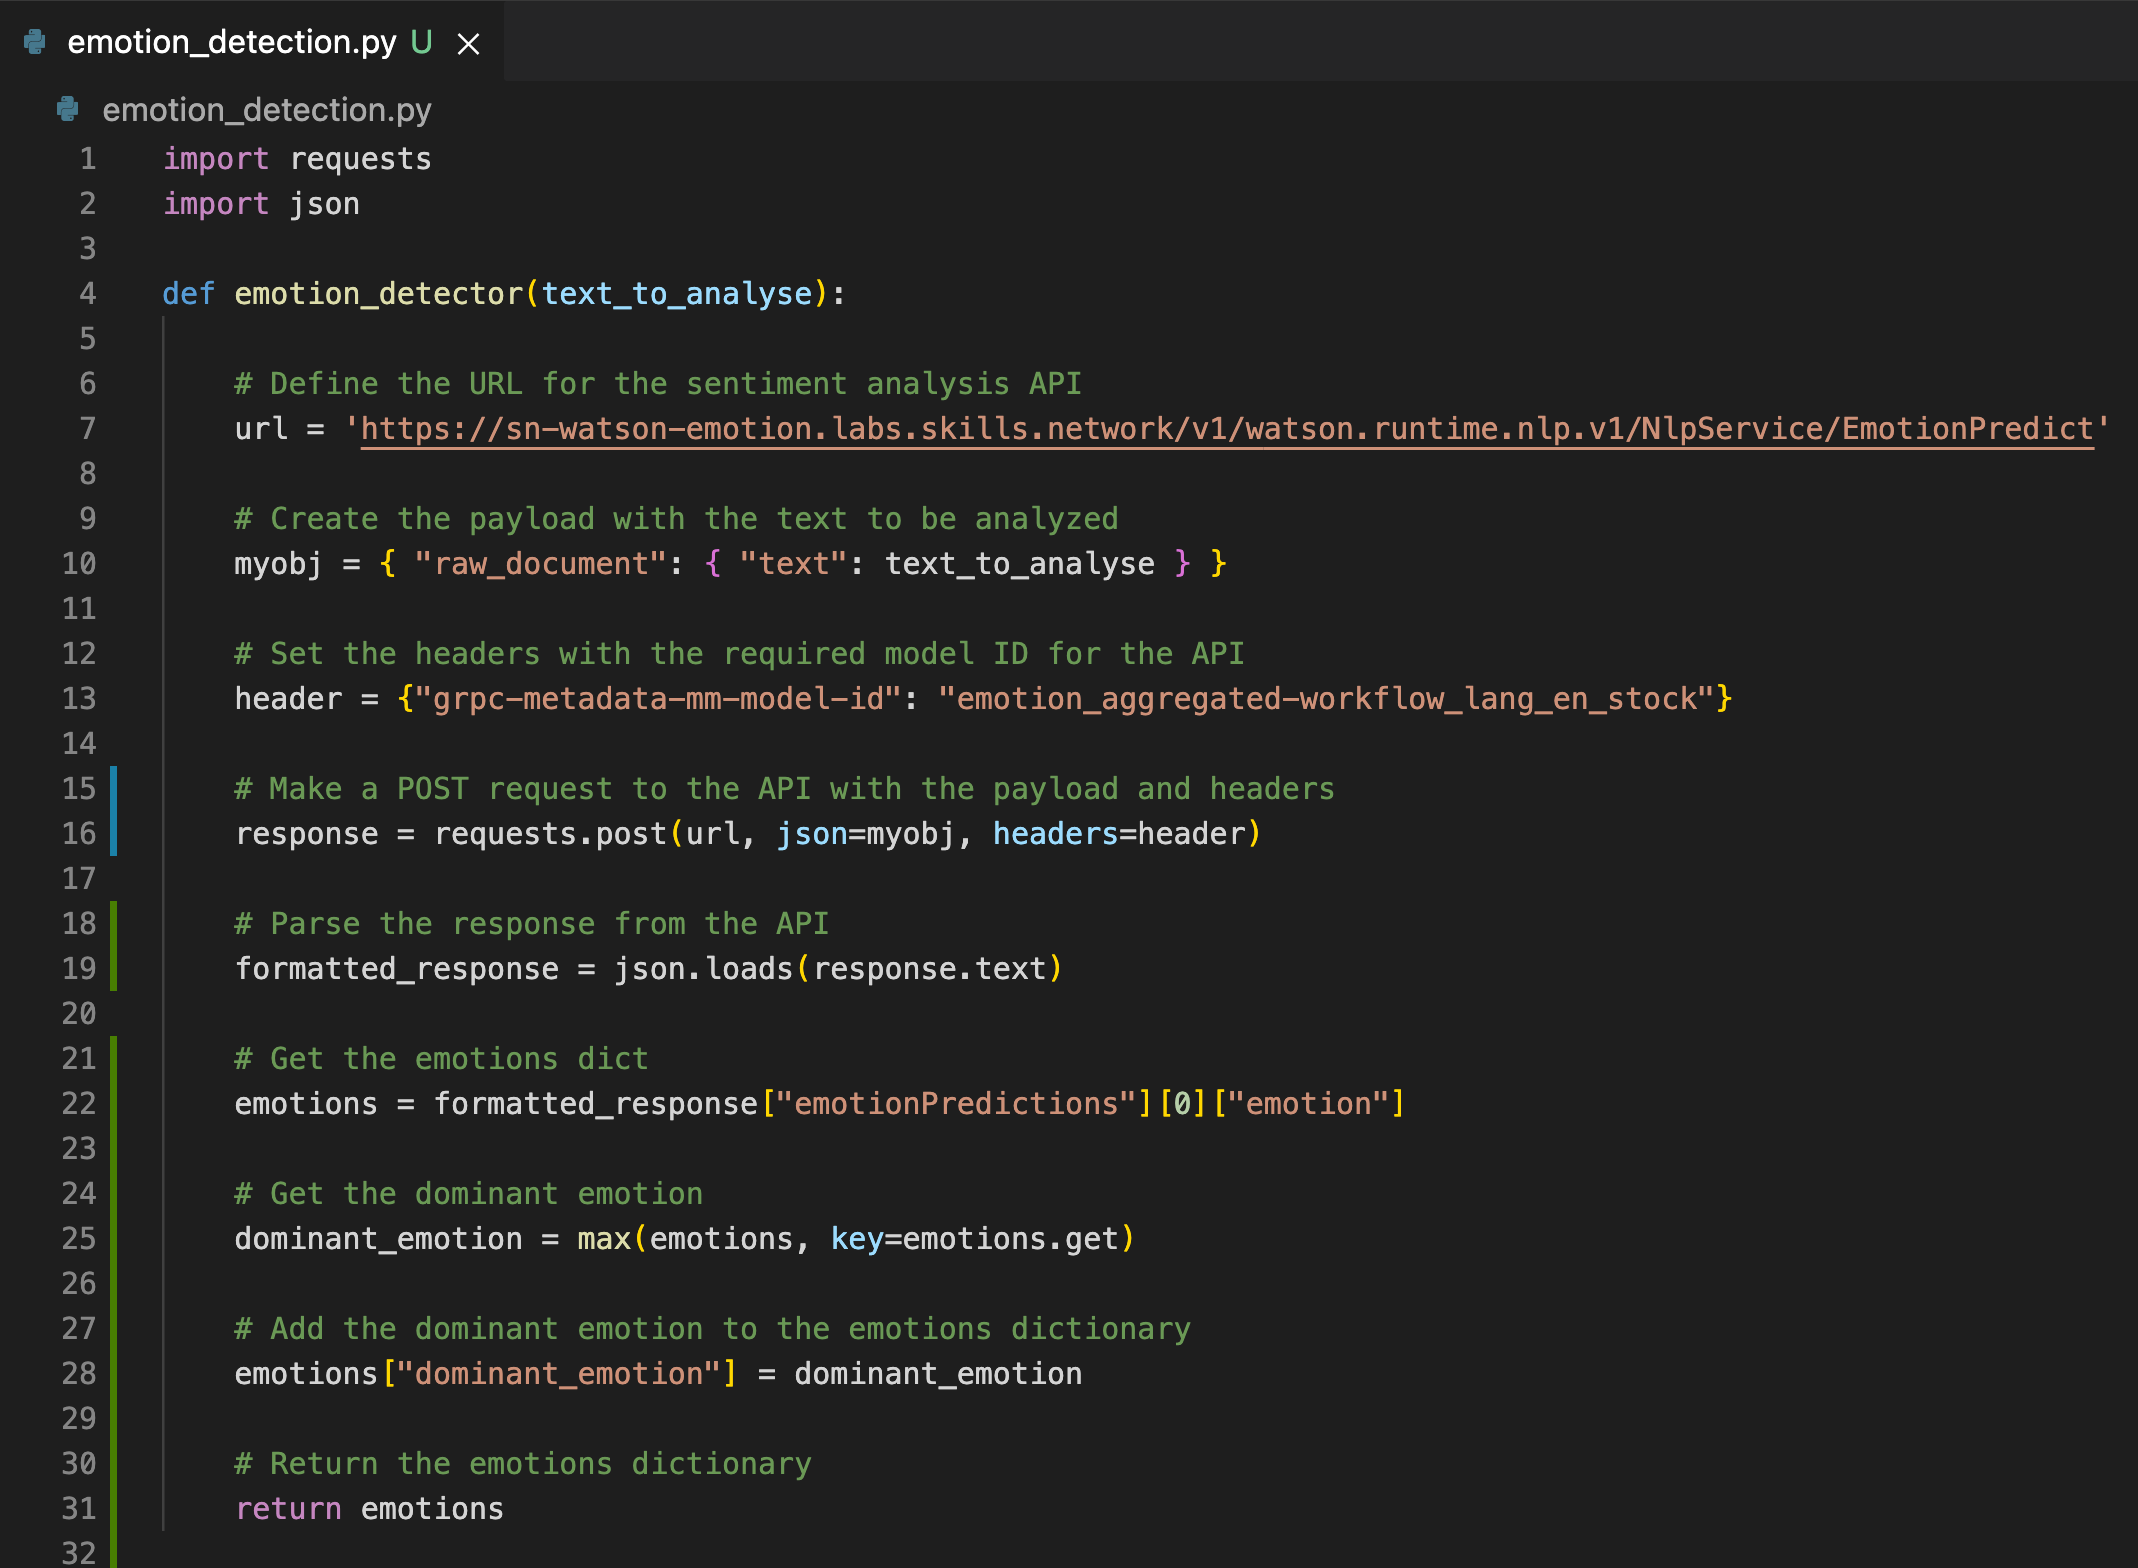 emotion_detection.py U
emotion_detection.py
1 import requests
2 import json
3
4 def emotion_detector(text_to_analyse):
5
6     # Define the URL for the sentiment analysis API
7     url = 'https://sn-watson-emotion.labs.skills.network/v1/watson.runtime.nlp.v1/NlpService/EmotionPredict'
8
9     # Create the payload with the text to be analyzed
10     myobj = { "raw_document": { "text": text_to_analyse } }
11
12     # Set the headers with the required model ID for the API
13     header = {"grpc-metadata-mm-model-id": "emotion_aggregated-workflow_lang_en_stock"}
14
15     # Make a POST request to the API with the payload and headers
16     response = requests.post(url, json=myobj, headers=header)
17
18     # Parse the response from the API
19     formatted_response = json.loads(response.text)
20
21     # Get the emotions dict
22     emotions = formatted_response["emotionPredictions"][0]["emotion"]
23
24     # Get the dominant emotion
25     dominant_emotion = max(emotions, key=emotions.get)
26
27     # Add the dominant emotion to the emotions dictionary
28     emotions["dominant_emotion"] = dominant_emotion
29
30     # Return the emotions dictionary
31     return emotions
32